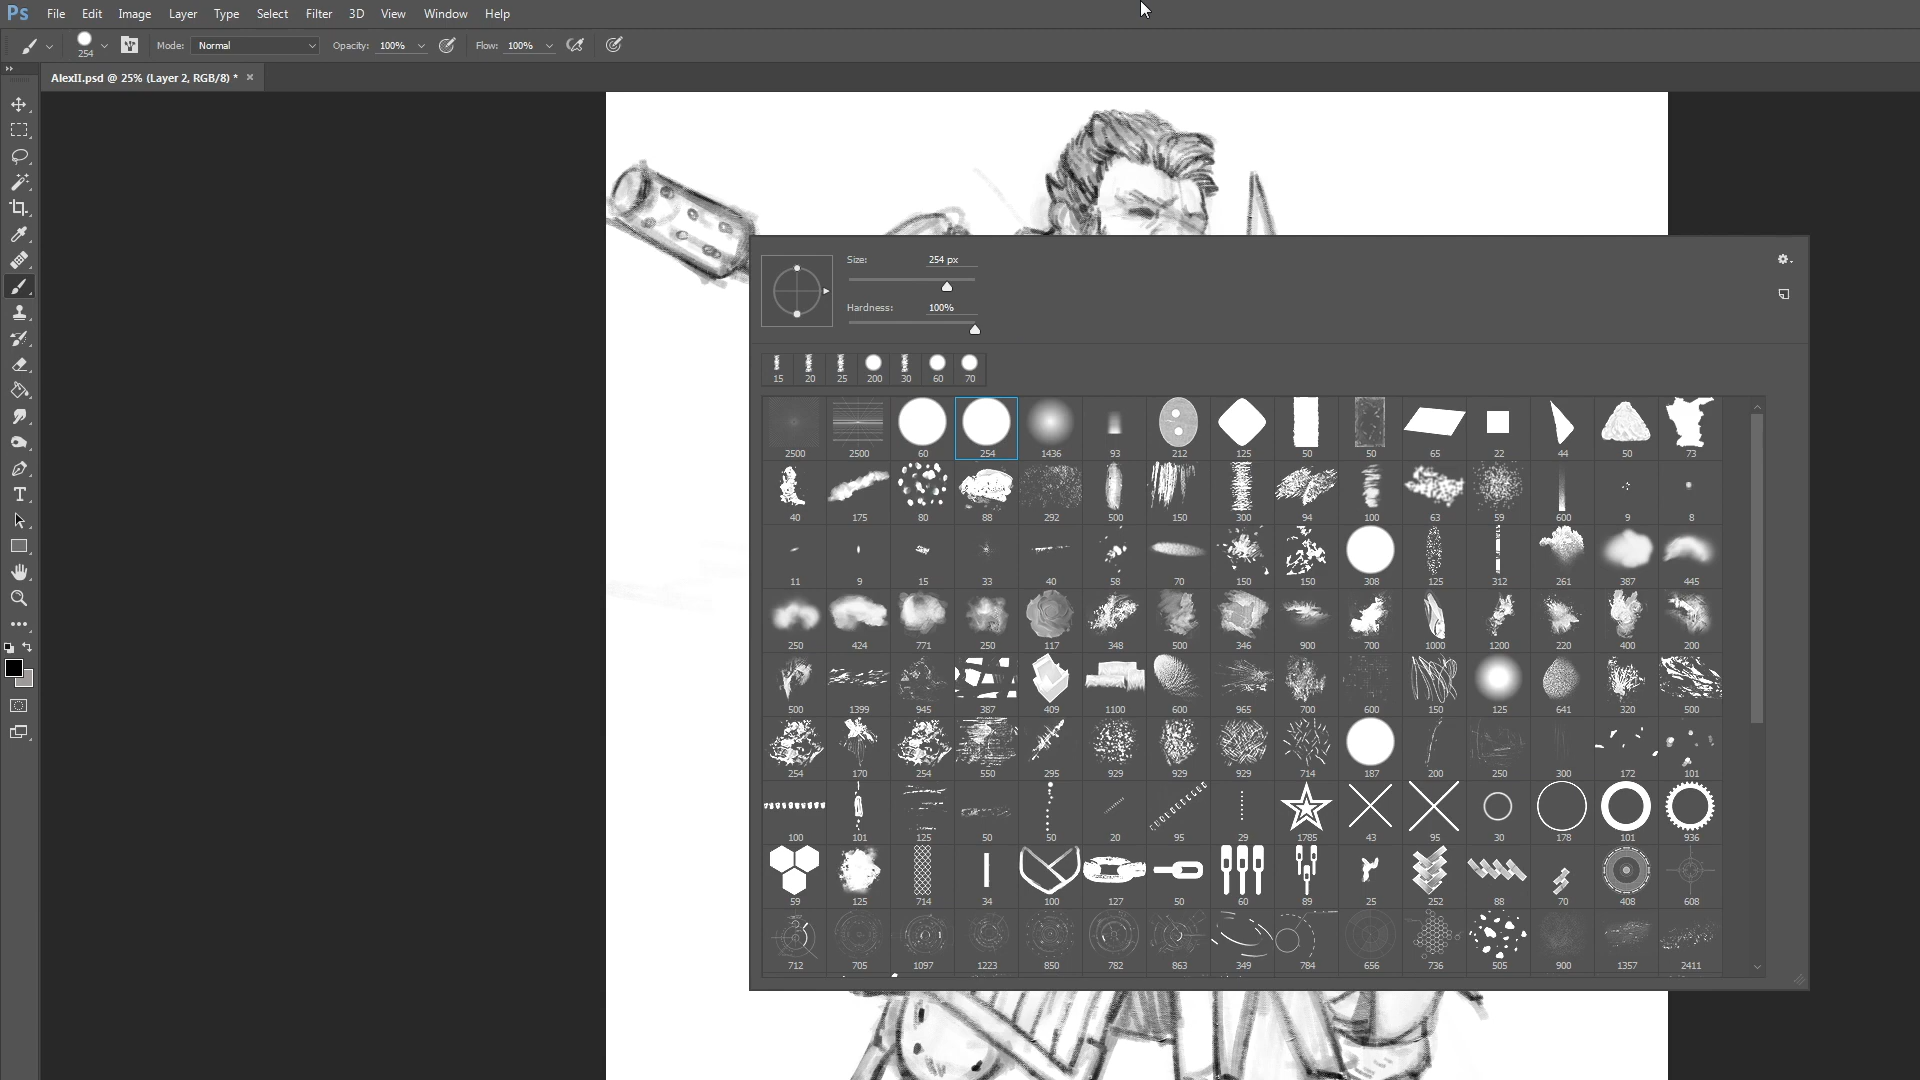 Ps File Edit Image Layer Type Select Filter 3D View Window Help
254 Mode: Normal Opacity: 100% Flow: 100%
AlexII.psd @ 25% (Layer 2, RGB/8) * ×
Size: 254 px
Hardness: 100%
15 20 25 200 30 60 70
2500 2500 60 254 1436 93 212 125 50 50 65 22 44 50 73
40 175 80 88 292 500 150 300 94 100 63 59 600 9 8
11 9 15 33 40 58 70 150 150 308 125 312 261 387 445
250 424 771 250 117 348 500 346 900 700 1000 1200 220 400 200
500 1399 945 387 409 1100 600 965 700 600 150 125 641 320 500
254 170 254 550 295 929 929 929 714 187 200 250 300 172 101
100 101 125 50 50 20 95 29 1785 43 95 30 178 101 936
59 125 714 34 100 127 50 60 89 25 252 88 70 408 608
712 705 1097 1223 850 782 863 349 784 656 736 505 900 1357 2411